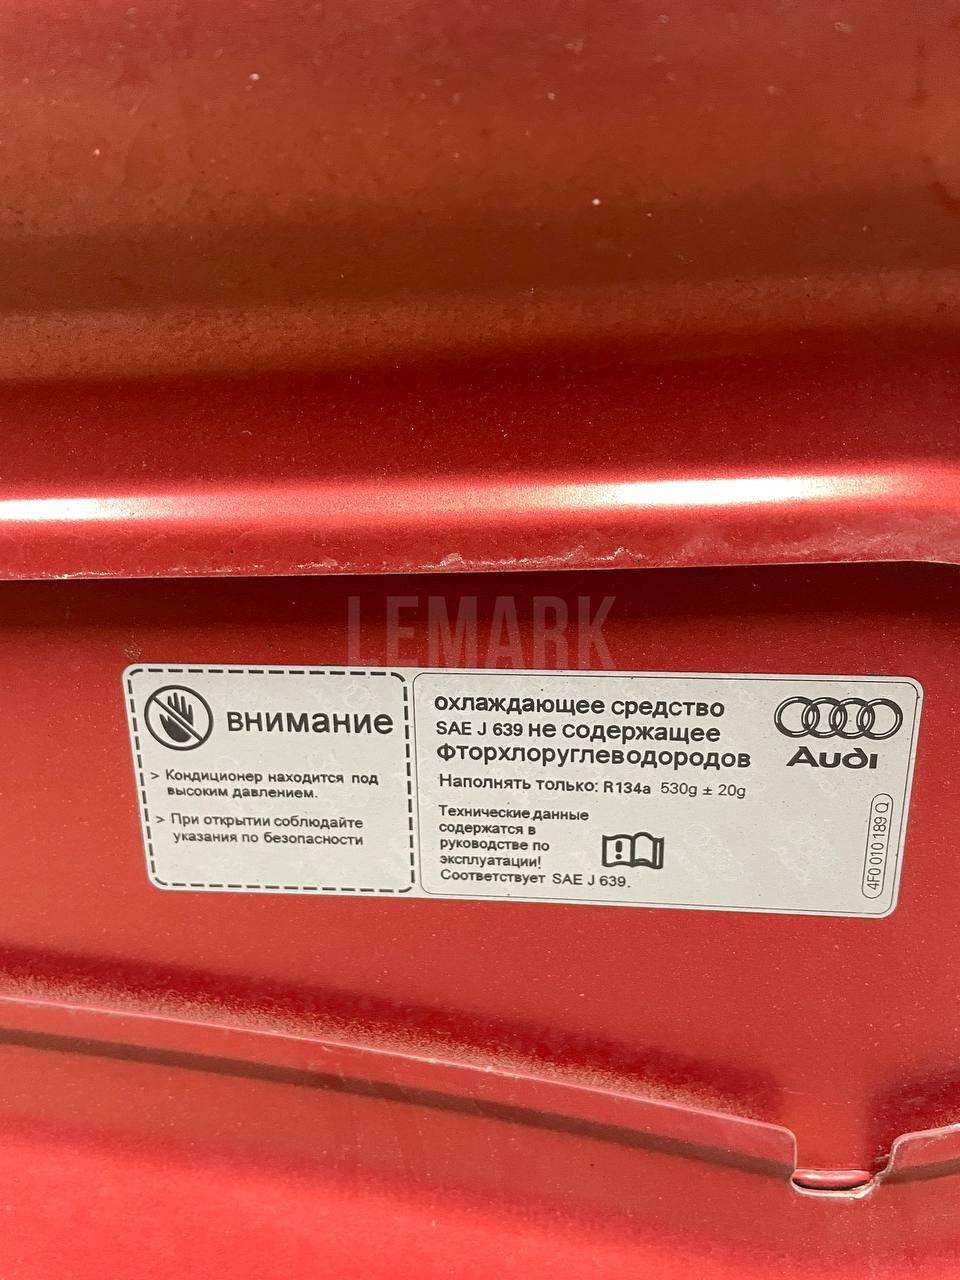 LEMARK
ВНИМАНИЕ
> Кондиционер находится под
высоким давлением.
> При открытии соблюдайте
указания по безопасности
охлаждающее средство
SAE J 639 не содержащее
фторхлоруглеводородов
Наполнять только: R134a 530g ± 20g
Технические данные
содержатся в
руководстве по
эксплуатации!
Соответствует SAE J 639.
Audi
4F0 010 189 Q